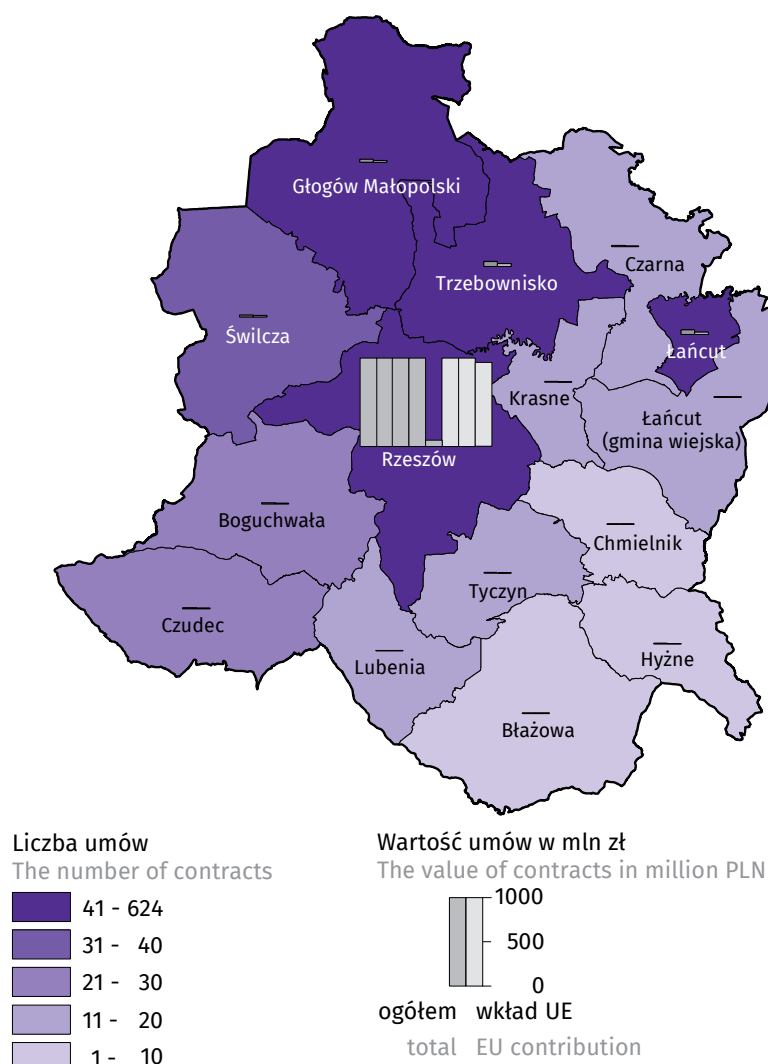 Głogów Małopolski
Trzebownisko
Czarna
Świlcza
Łańcut
Krasne
Łańcut
(gmina wiejska)
Rzeszów
Boguchwała
Chmielnik
Tyczyn
Czudec
Lubenia
Hyżne
Błażowa
Liczba umów
The number of contracts
41 - 624
31 - 40
21 - 30
11 - 20
1 - 10
Wartość umów w mln zł
The value of contracts in million PLN
1000
500
0
ogółem wkład UE
total EU contribution